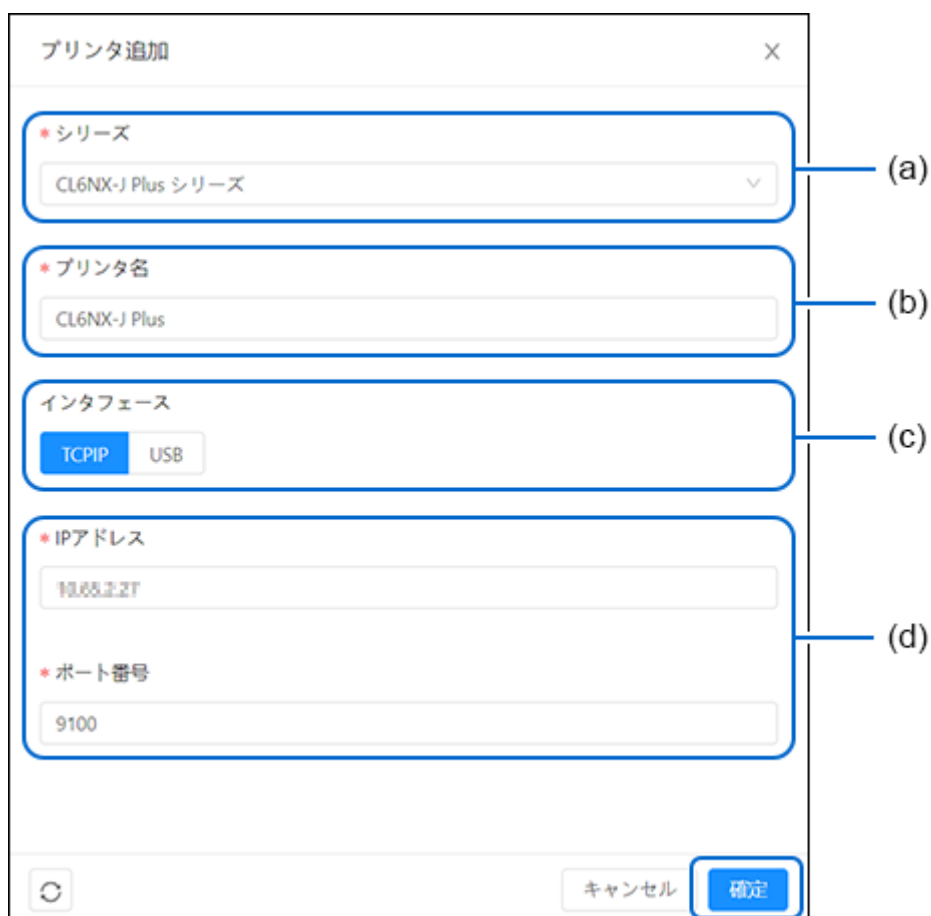 プリンタ追加
* シリーズ
CL6NX-J Plus シリーズ
(a)
* プリンタ名
CL6NX-J Plus
(b)
インタフェース
TCPIP USB
(c)
* IPアドレス
(d)
* ポート番号
9100
キャンセル 確定